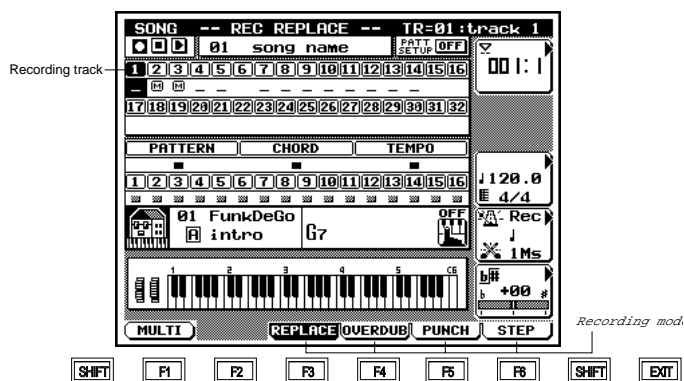 SONG -- REC REPLACE -- TR=01:track 1
01 song name PATT SETUP OFF
001:1
Recording track
1 2 3 4 5 6 7 8 9 10 11 12 13 14 15 16
M M
17 18 19 20 21 22 23 24 25 26 27 28 29 30 31 32
PATTERN CHORD TEMPO
♩120.0
1 2 3 4 5 6 7 8 9 10 11 12 13 14 15 16
4/4
01 FunkDeGo OFF
A intro G7
Rec
1Ms
1 2 3 4 5 C6
b#
b +00 #
MULTI REPLACE OVERDUB PUNCH STEP
Recording mode
SHIFT F1 F2 F3 F4 F5 F6 SHIFT EXIT